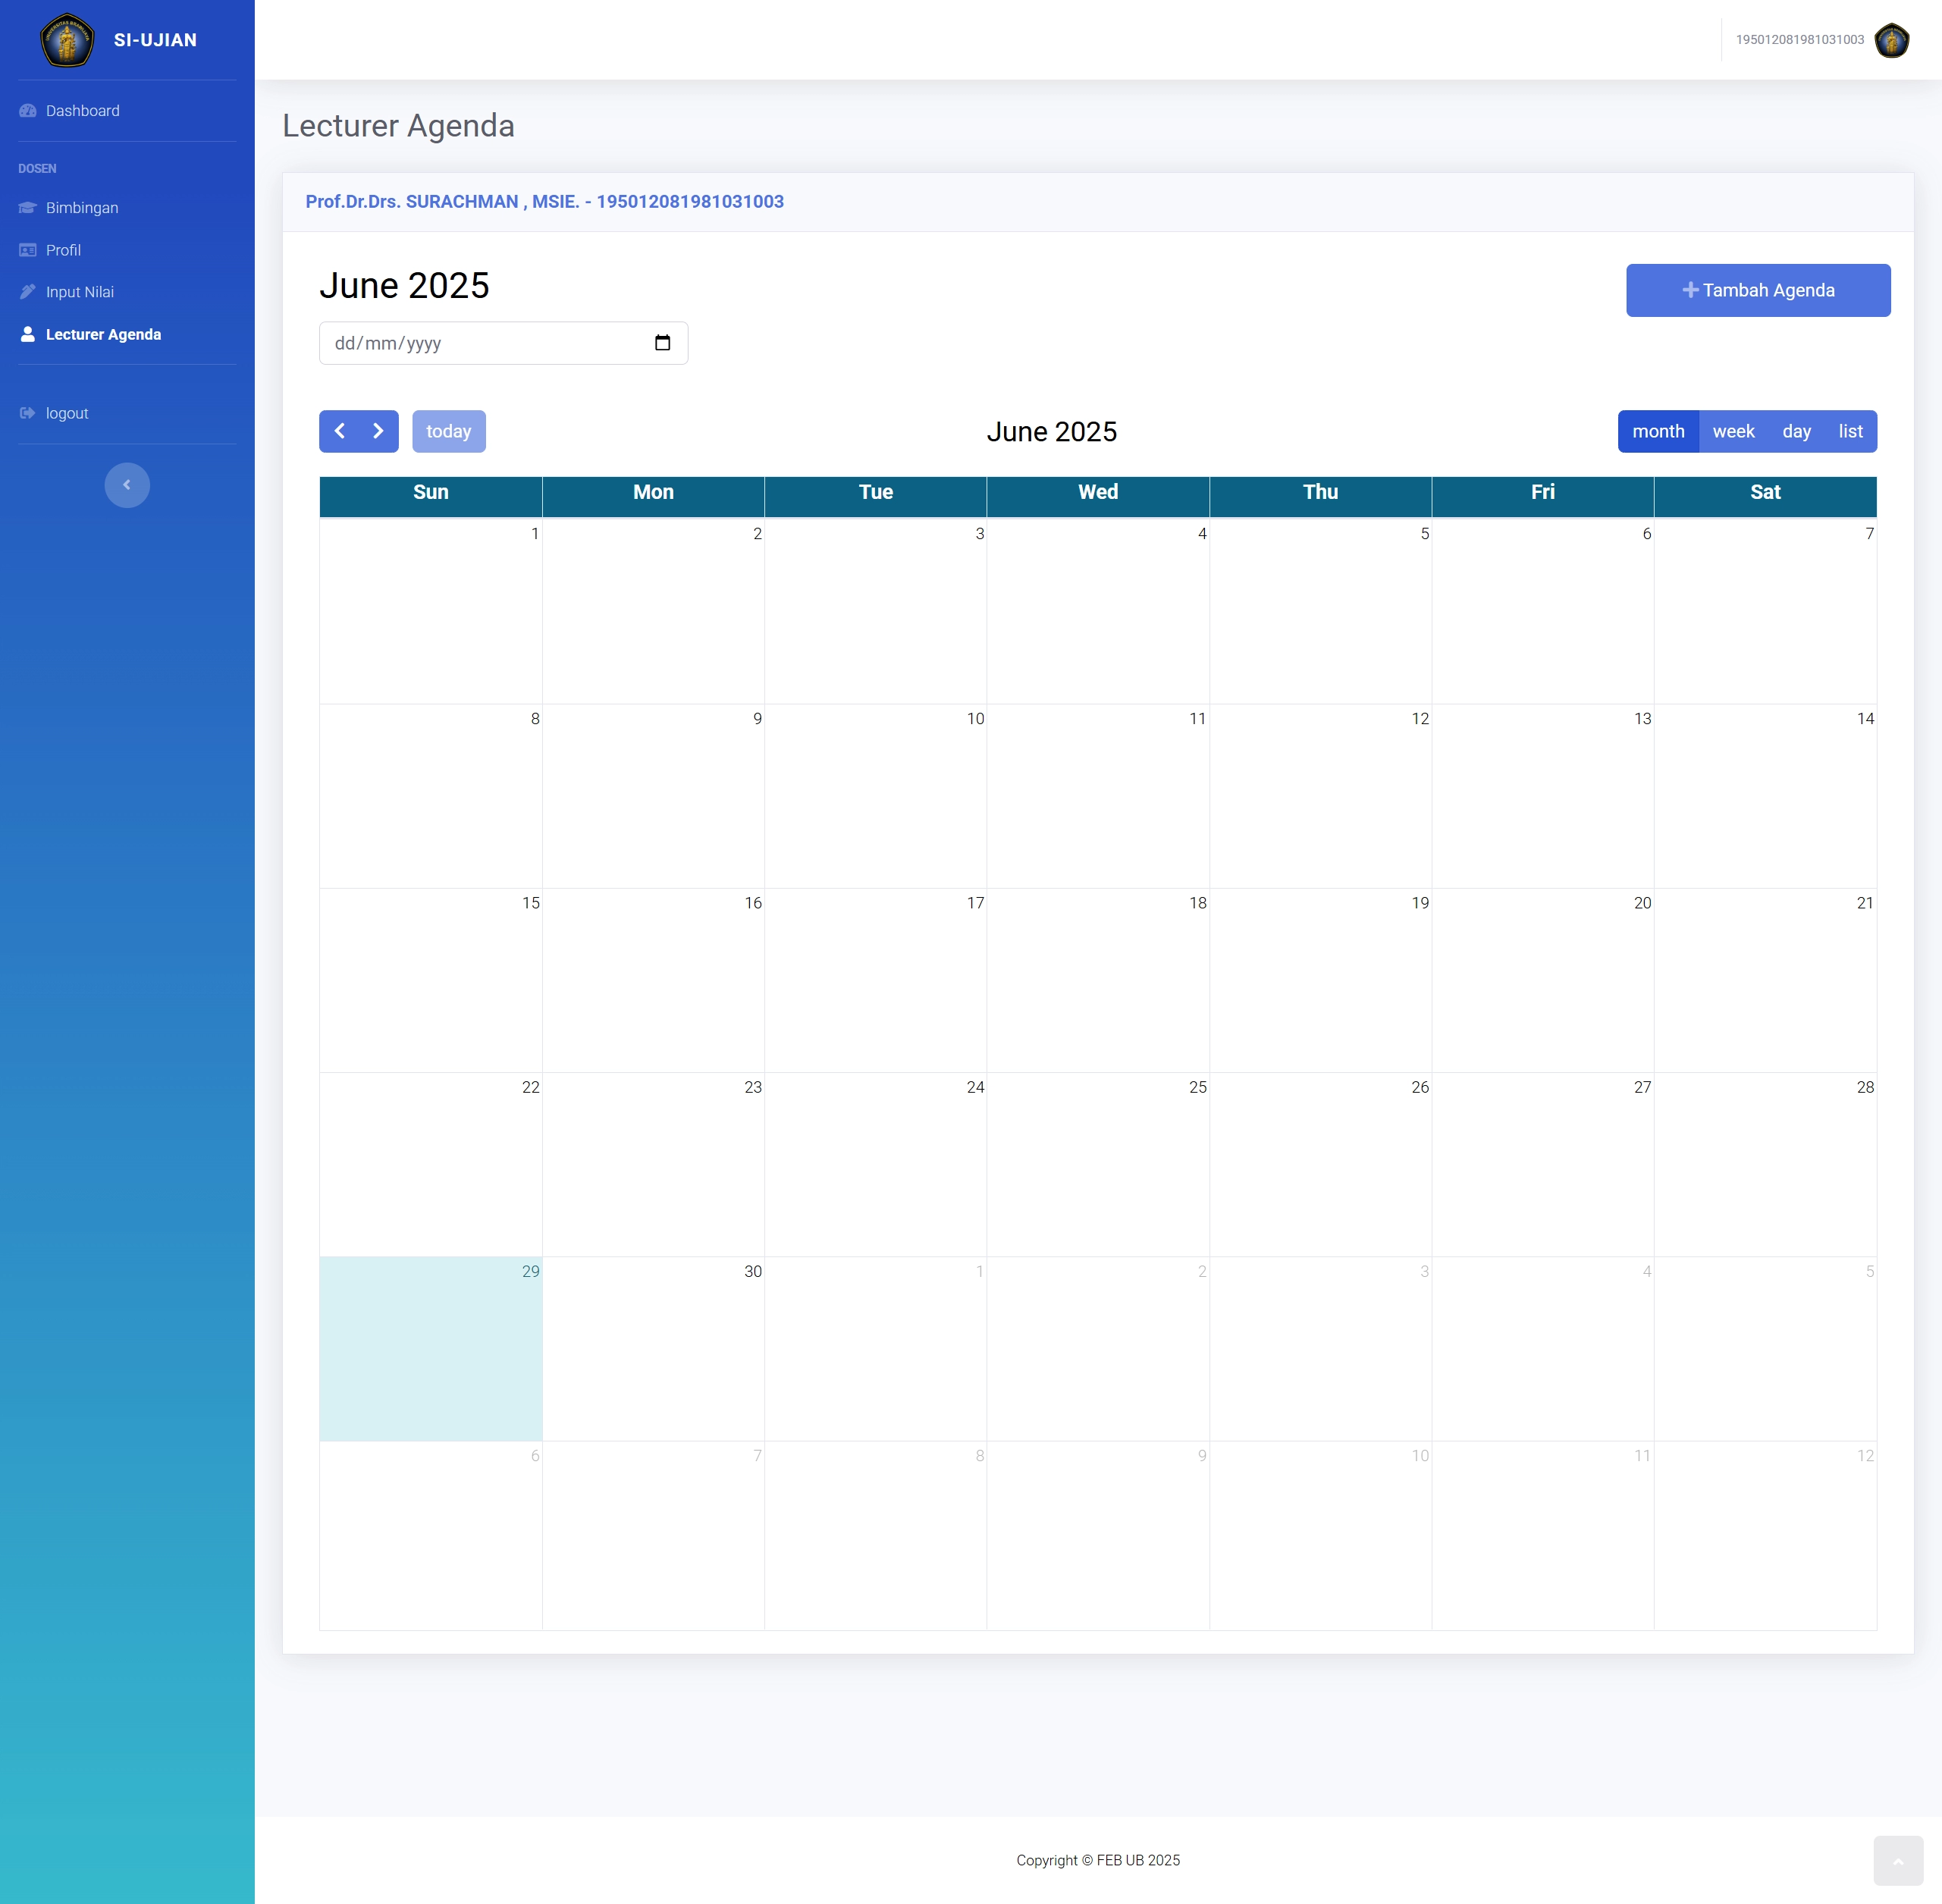 SI-UJIAN
195012081981031003
Dashboard
DOSEN
Bimbingan
Profil
Input Nilai
Lecturer Agenda
logout
Lecturer Agenda
Prof.Dr.Drs. SURACHMAN , MSIE. - 195012081981031003
June 2025
Tambah Agenda
dd/mm/yyyy
today
June 2025
month week day list
Sun Mon Tue Wed Thu Fri Sat
1 2 3 4 5 6 7
8 9 10 11 12 13 14
15 16 17 18 19 20 21
22 23 24 25 26 27 28
29 30 1 2 3 4 5
6 7 8 9 10 11 12
Copyright © FEB UB 2025